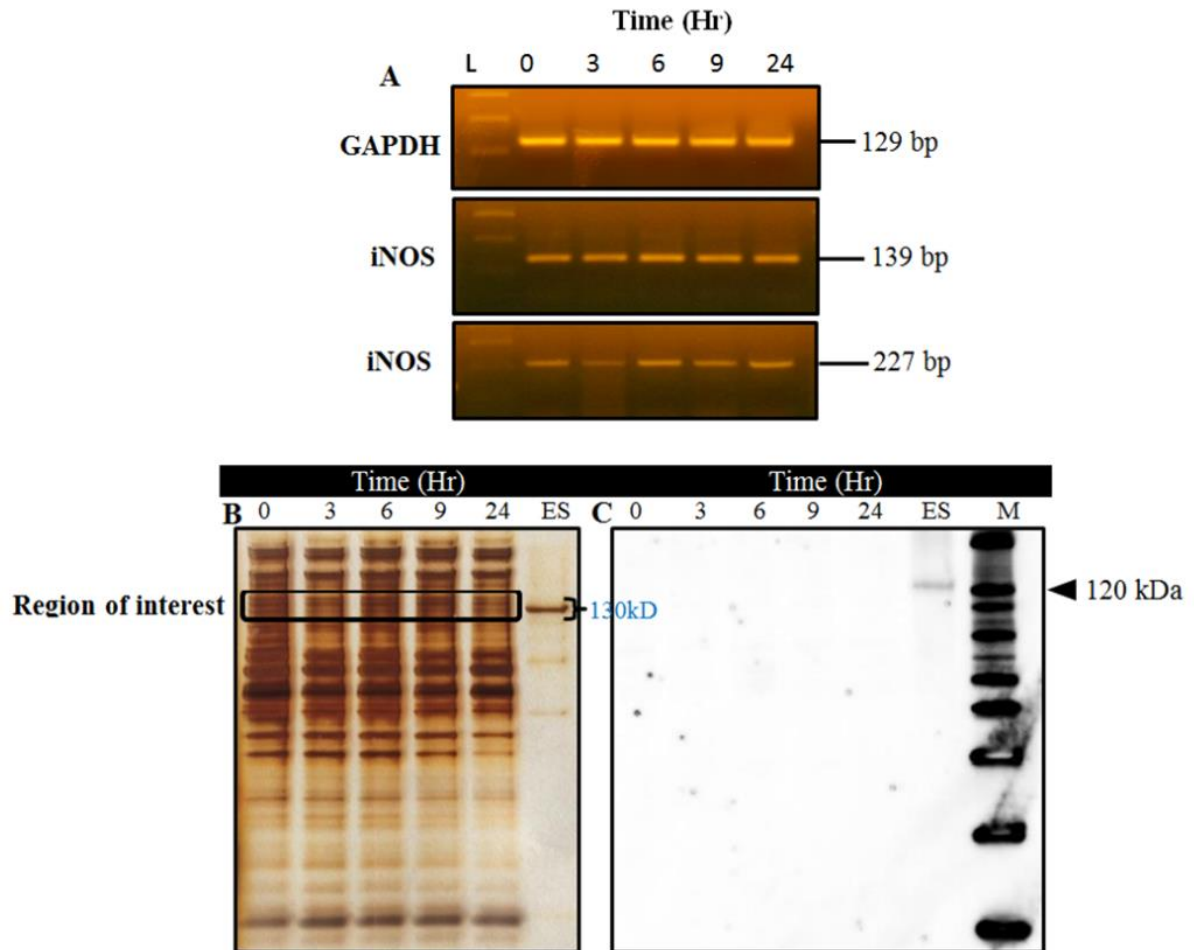 Time (Hr)
A L 0 3 6 9 24
GAPDH 129 bp
iNOS 139 bp
iNOS 227 bp
Time (Hr) Time (Hr)
B 0 3 6 9 24 ES C 0 3 6 9 24 ES M
Region of interest 130kD 120 kDa